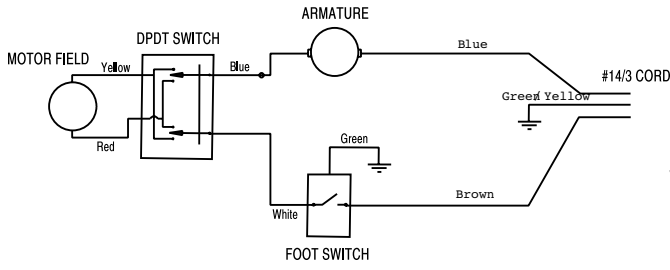 ARMATURE
DPDT SWITCH
MOTOR FIELD
Yellow
Blue
Blue
#14/3 CORD
Green/Yellow
Red
Green
White
Brown
FOOT SWITCH